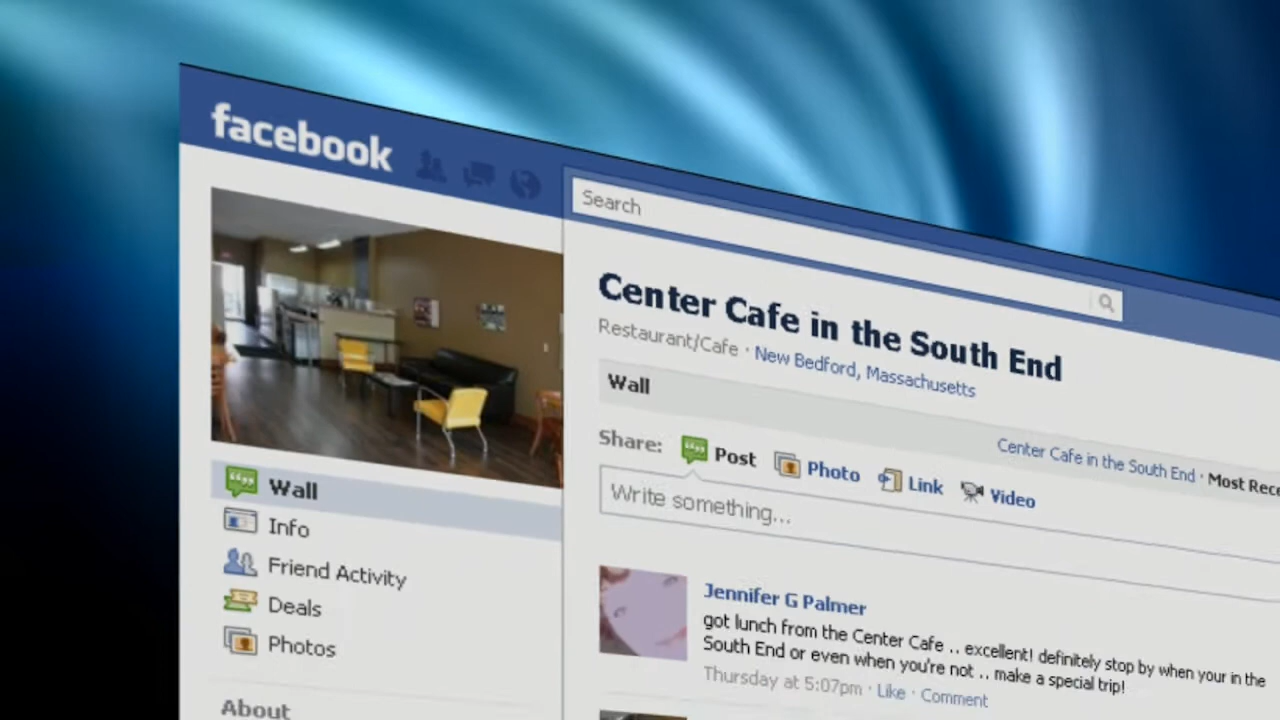 facebook
Search
Center Cafe in the South End
Restaurant/Cafe · New Bedford, Massachusetts
Wall
Center Cafe in the South End · Most Rece
Share: Post Photo Link Video
Write something...
Wall
Info
Friend Activity
Deals
Photos
About
Jennifer G Palmer
got lunch from the Center Cafe .. excellent! definitely stop by when your in the
South End or even when you're not .. make a special trip!
Thursday at 5:07pm · Like · Comment